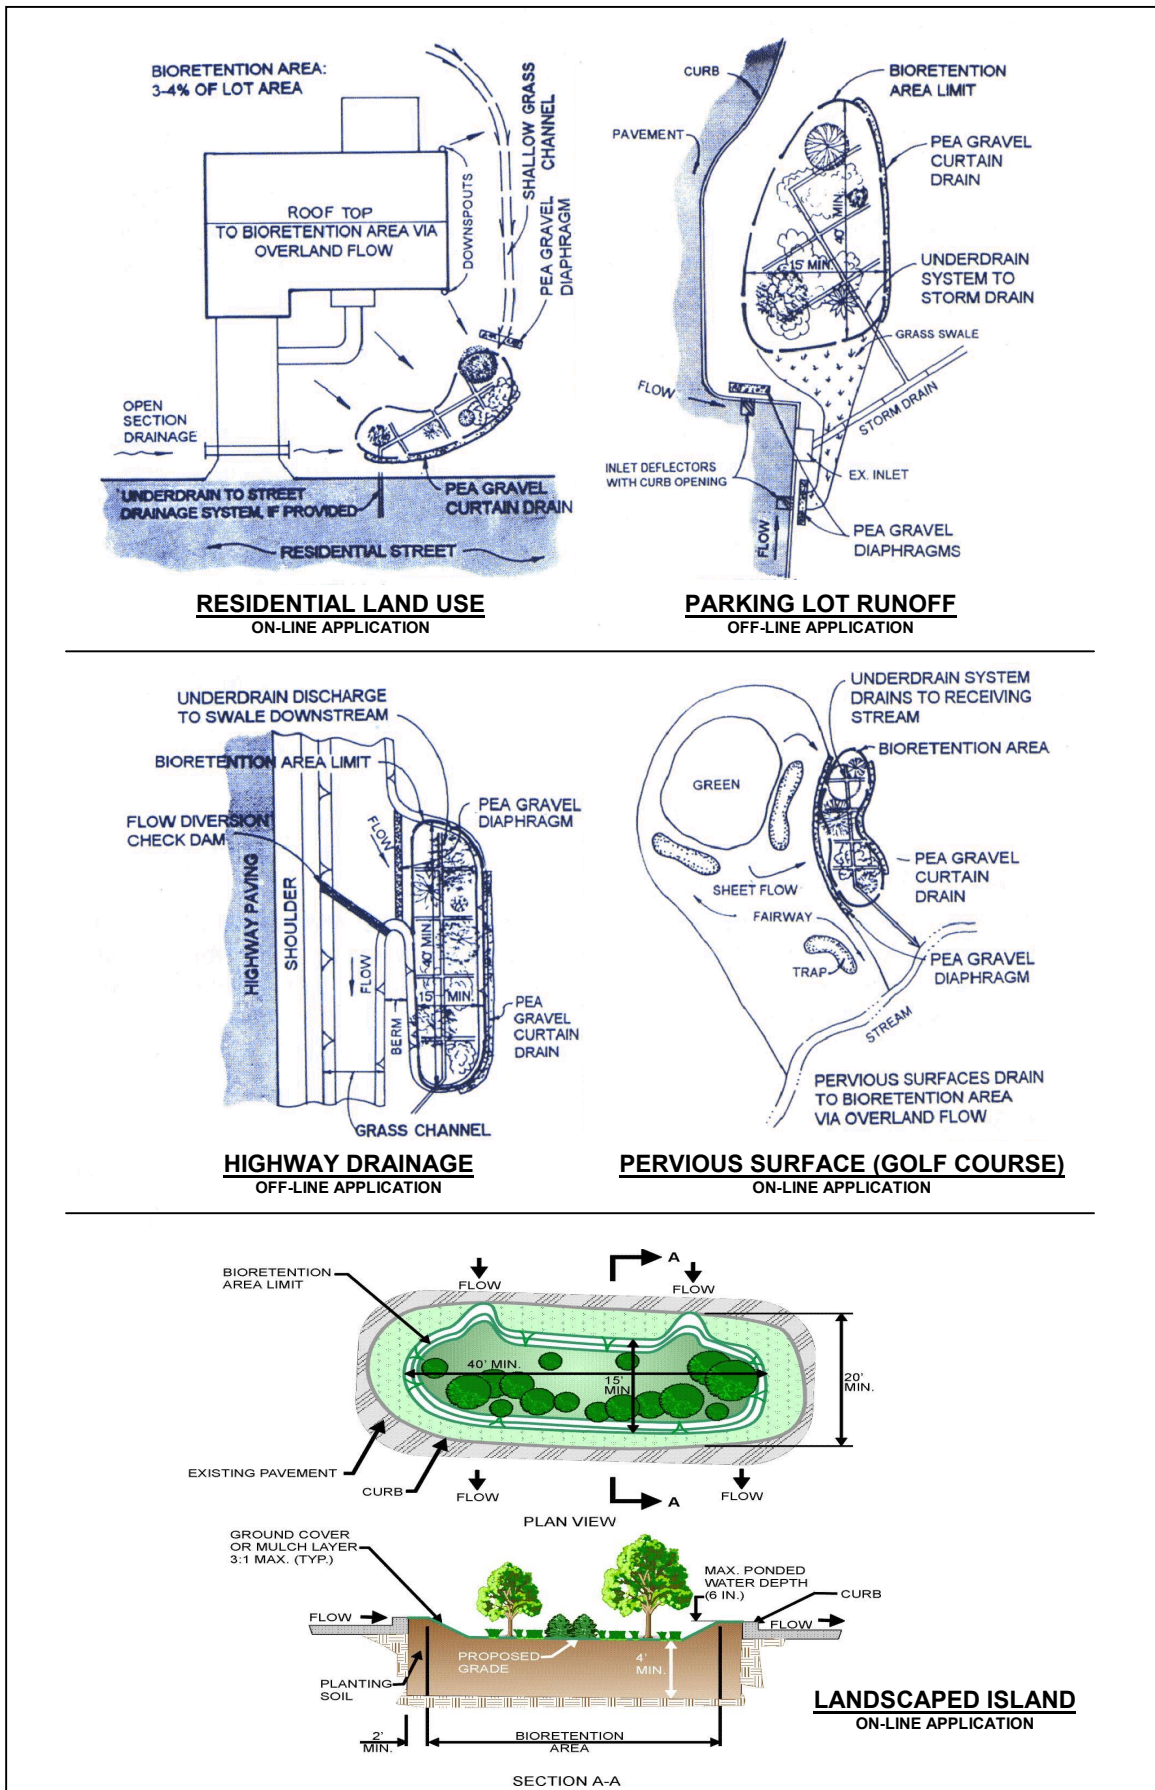 BIORETENTION AREA:
3-4% OF LOT AREA
SHALLOW GRASS
CHANNEL
DOWNSPOUTS
PEA GRAVEL
DIAPHRAGM
ROOF TOP
TO BIORETENTION AREA VIA
OVERLAND FLOW
OPEN
SECTION
DRAINAGE
UNDERDRAIN TO STREET
DRAINAGE SYSTEM, IF PROVIDED
PEA GRAVEL
CURTAIN DRAIN
RESIDENTIAL STREET
RESIDENTIAL LAND USE
ON-LINE APPLICATION
CURB
BIORETENTION
AREA LIMIT
PAVEMENT
PEA GRAVEL
CURTAIN
DRAIN
40' MIN.
15' MIN.
UNDERDRAIN
SYSTEM TO
STORM DRAIN
GRASS SWALE
FLOW
STORM DRAIN
INLET DEFLECTORS
WITH CURB OPENING
EX. INLET
FLOW
PEA GRAVEL
DIAPHRAGMS
PARKING LOT RUNOFF
OFF-LINE APPLICATION
UNDERDRAIN DISCHARGE
TO SWALE DOWNSTREAM
BIORETENTION AREA LIMIT
PEA GRAVEL
DIAPHRAGM
FLOW DIVERSION
CHECK DAM
FLOW
HIGHWAY PAVING
SHOULDER
FLOW
BERM
40' MIN.
15' MIN.
PEA
GRAVEL
CURTAIN
DRAIN
GRASS CHANNEL
HIGHWAY DRAINAGE
OFF-LINE APPLICATION
UNDERDRAIN SYSTEM
DRAINS TO RECEIVING
STREAM
BIORETENTION AREA
GREEN
PEA GRAVEL
CURTAIN
DRAIN
SHEET FLOW
FAIRWAY
TRAP
PEA GRAVEL
DIAPHRAGM
STREAM
PERVIOUS SURFACES DRAIN
TO BIORETENTION AREA
VIA OVERLAND FLOW
PERVIOUS SURFACE (GOLF COURSE)
ON-LINE APPLICATION
A
BIORETENTION
AREA LIMIT
FLOW
FLOW
40' MIN.
15'
MIN.
20'
MIN.
EXISTING PAVEMENT
CURB
FLOW
A
FLOW
PLAN VIEW
GROUND COVER
OR MULCH LAYER
3:1 MAX. (TYP.)
MAX. PONDED
WATER DEPTH
(6 IN.)
CURB
FLOW
FLOW
PROPOSED
GRADE
4'
MIN.
PLANTING
SOIL
2'
MIN.
BIORETENTION
AREA
SECTION A-A
LANDSCAPED ISLAND
ON-LINE APPLICATION